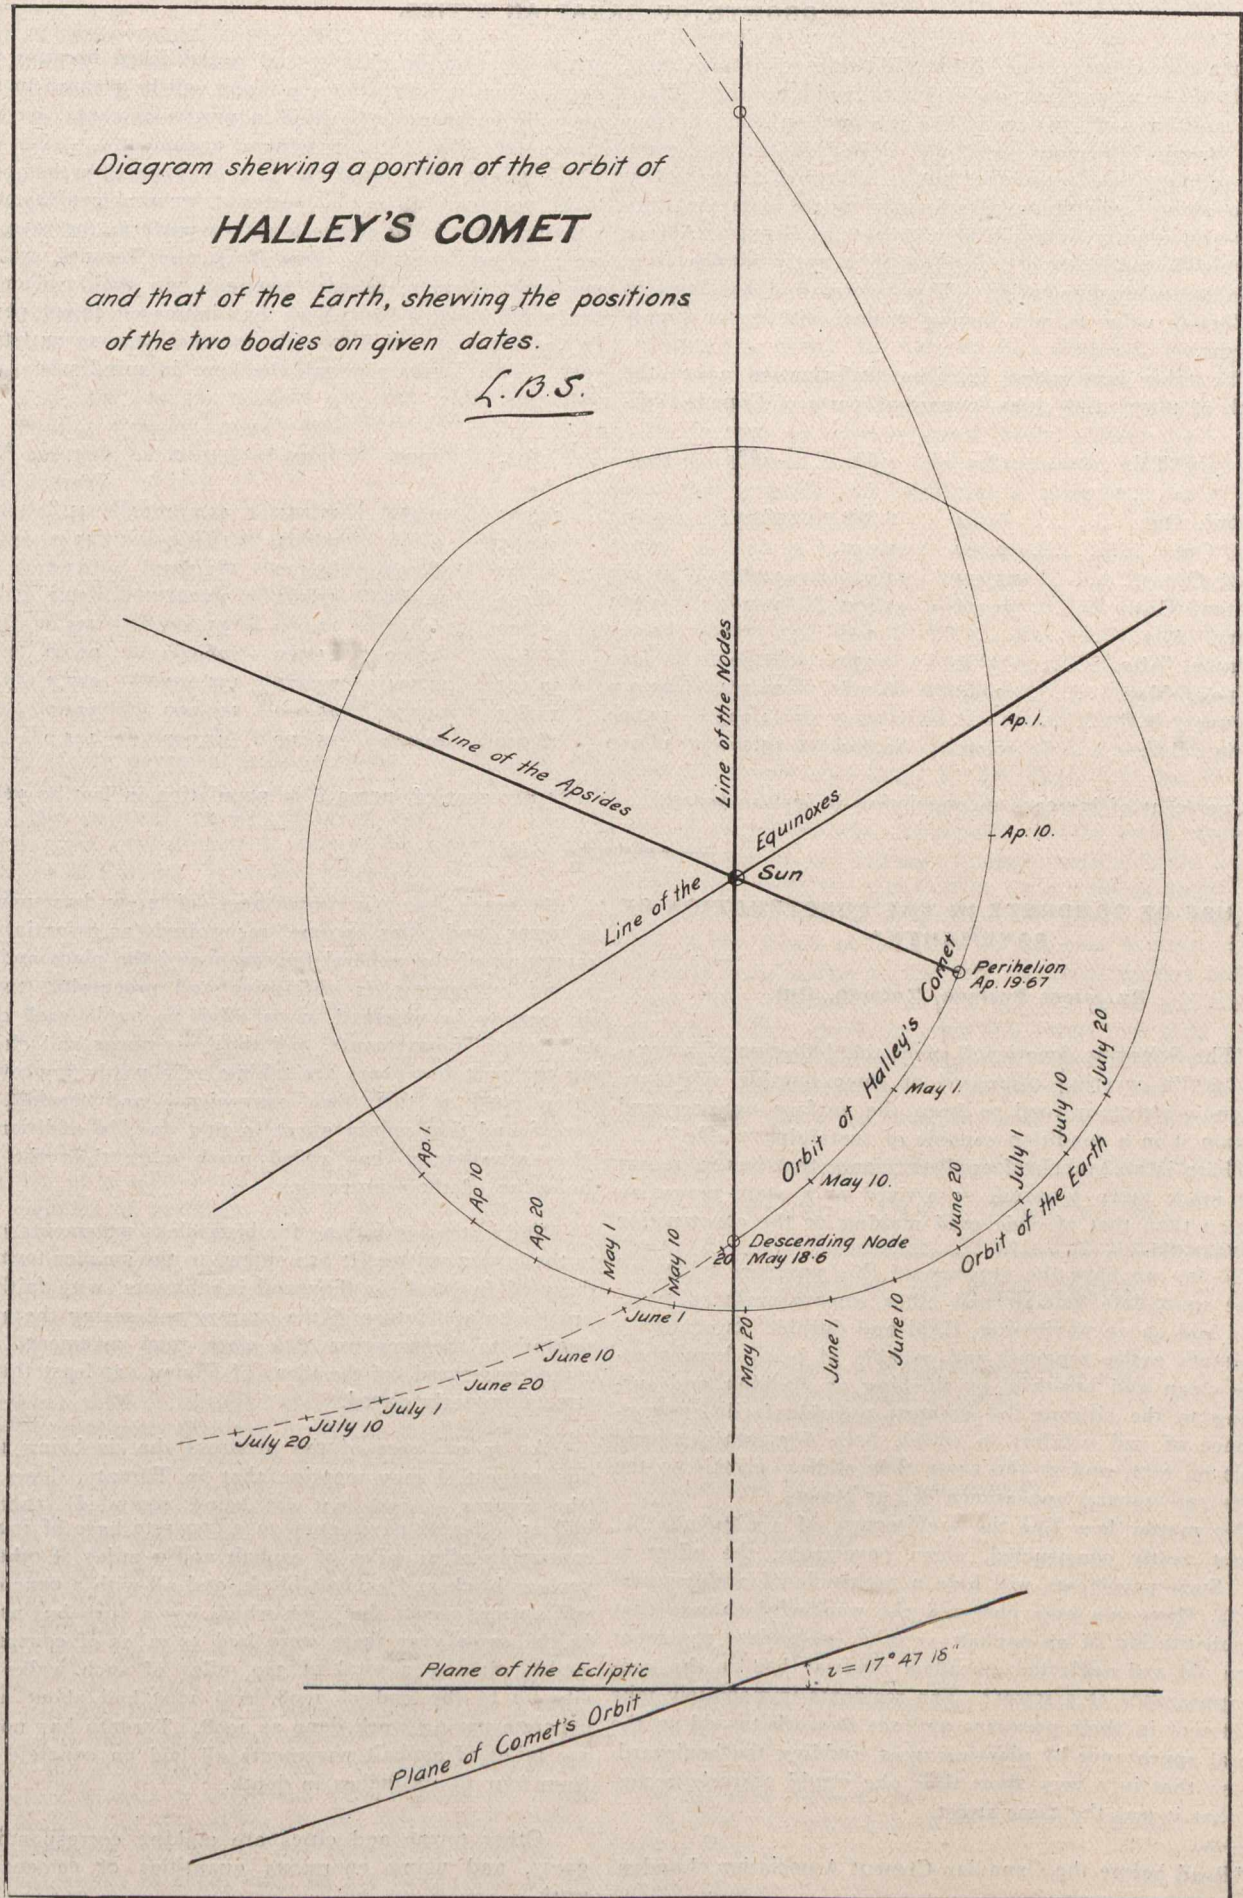 Diagram shewing a portion of the orbit of
HALLEY'S COMET
and that of the Earth, shewing the positions
of the two bodies on given dates.
L.B.S.
Line of the Nodes
Line of the Apsides
Line of the Equinoxes
Sun
Ap. 1.
Ap. 10.
Perihelion
Ap. 19·67
Orbit of Halley's Comet
May 1.
May 10.
Descending Node
May 18·6
20
June 1
June 10
June 20
July 1
July 10
July 20
Ap. 1
Ap 10
Ap. 20
May 1
May 10
May 20
June 1
June 10
June 20
July 1
July 10
July 20
Orbit of the Earth
Plane of the Ecliptic
Plane of Comet's Orbit
i = 17° 47 18"